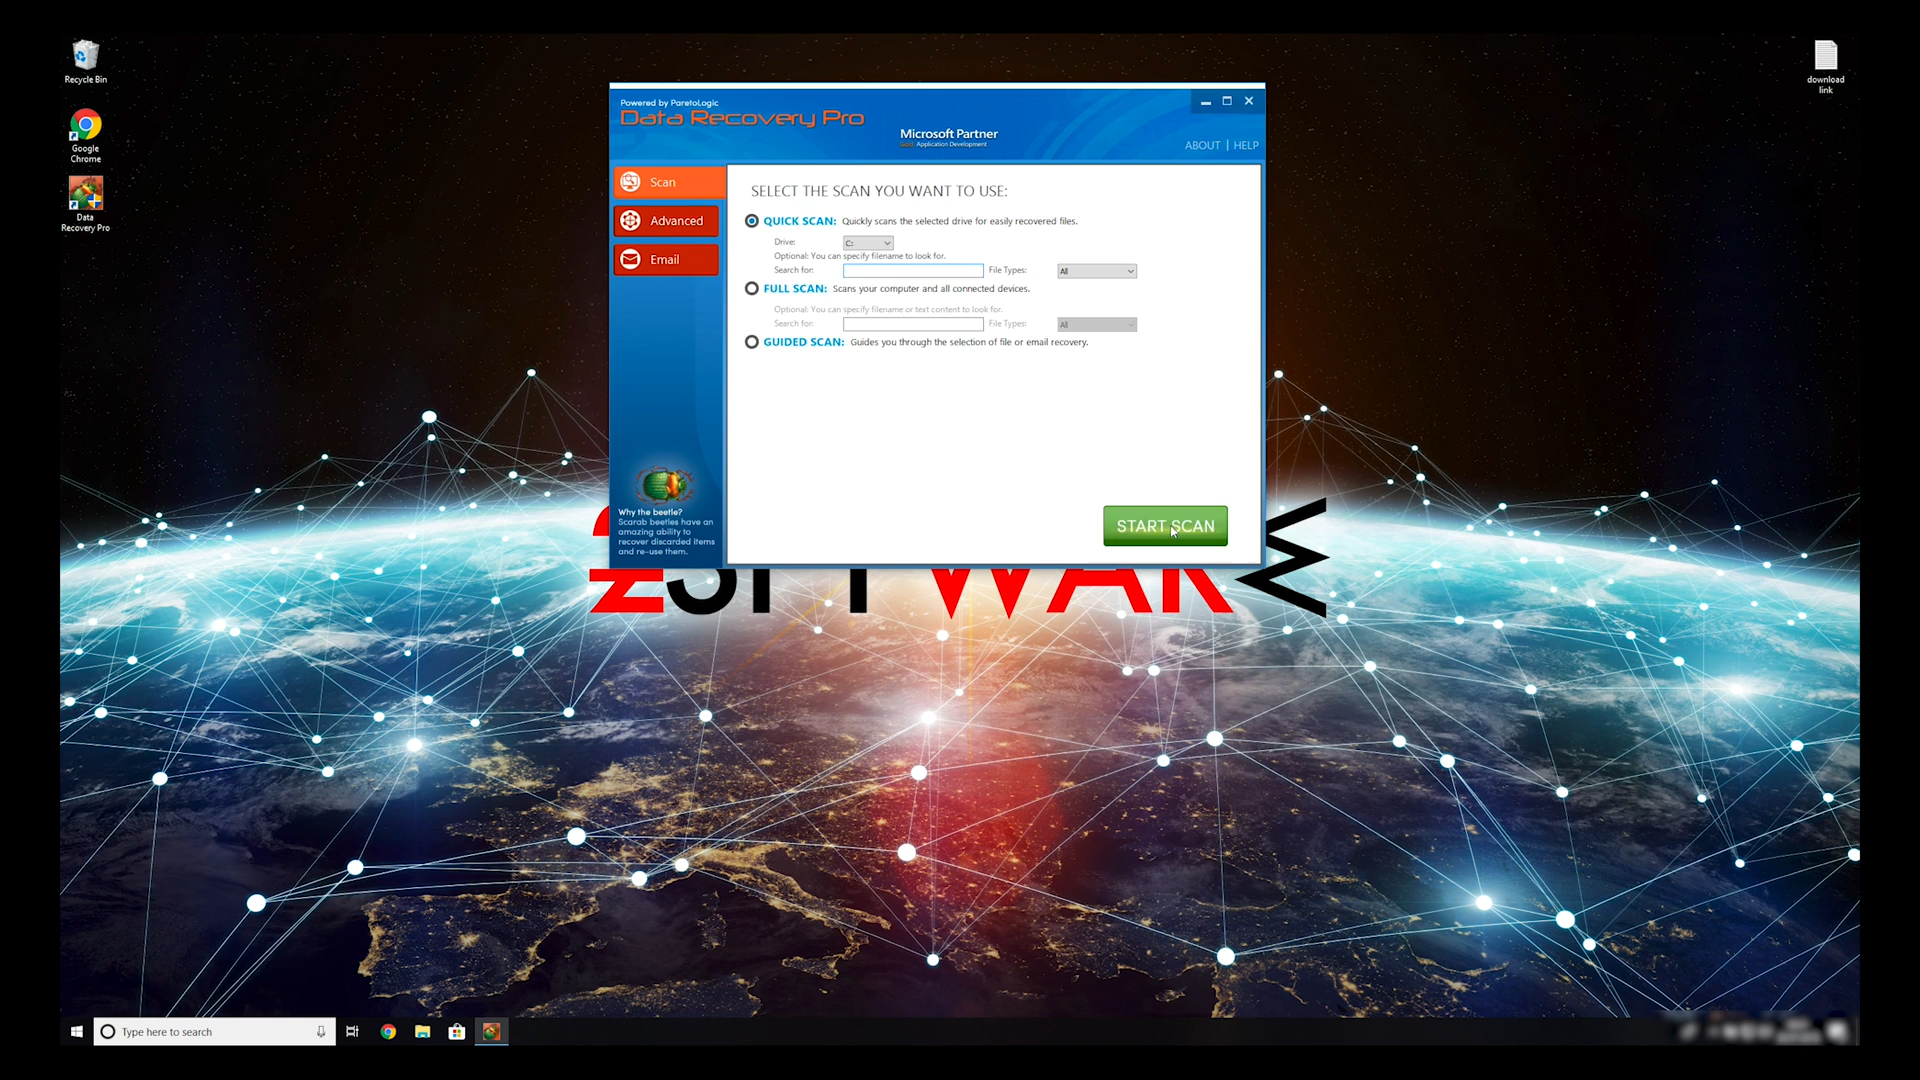 Recycle Bin
Google
Chrome
Data
Recovery Pro
download
link
Powered by ParetoLogic
Data Recovery Pro
Microsoft Partner
Gold Application Development
ABOUT | HELP
Scan
Advanced
Email
SELECT THE SCAN YOU WANT TO USE:
QUICK SCAN: Quickly scans the selected drive for easily recovered files.
Drive: C:
Optional: You can specify filename to look for.
Search for: File Types: All
FULL SCAN: Scans your computer and all connected devices.
Optional: You can specify filename or text content to look for.
Search for: File Types: All
GUIDED SCAN: Guides you through the selection of file or email recovery.
START SCAN
Why the beetle?
Scarab beetles have an
amazing ability to
recover discarded items
and re-use them.
2SPYWARE
Type here to search